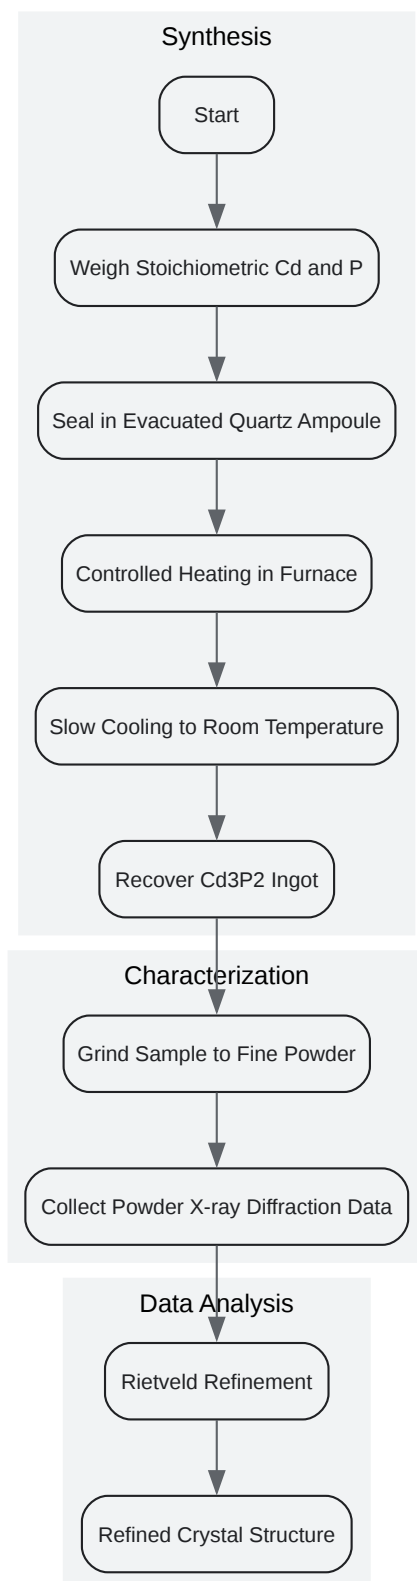 Synthesis
Start
Weigh Stoichiometric Cd and P
Seal in Evacuated Quartz Ampoule
Controlled Heating in Furnace
Slow Cooling to Room Temperature
Recover Cd3P2 Ingot
Characterization
Grind Sample to Fine Powder
Collect Powder X-ray Diffraction Data
Data Analysis
Rietveld Refinement
Refined Crystal Structure